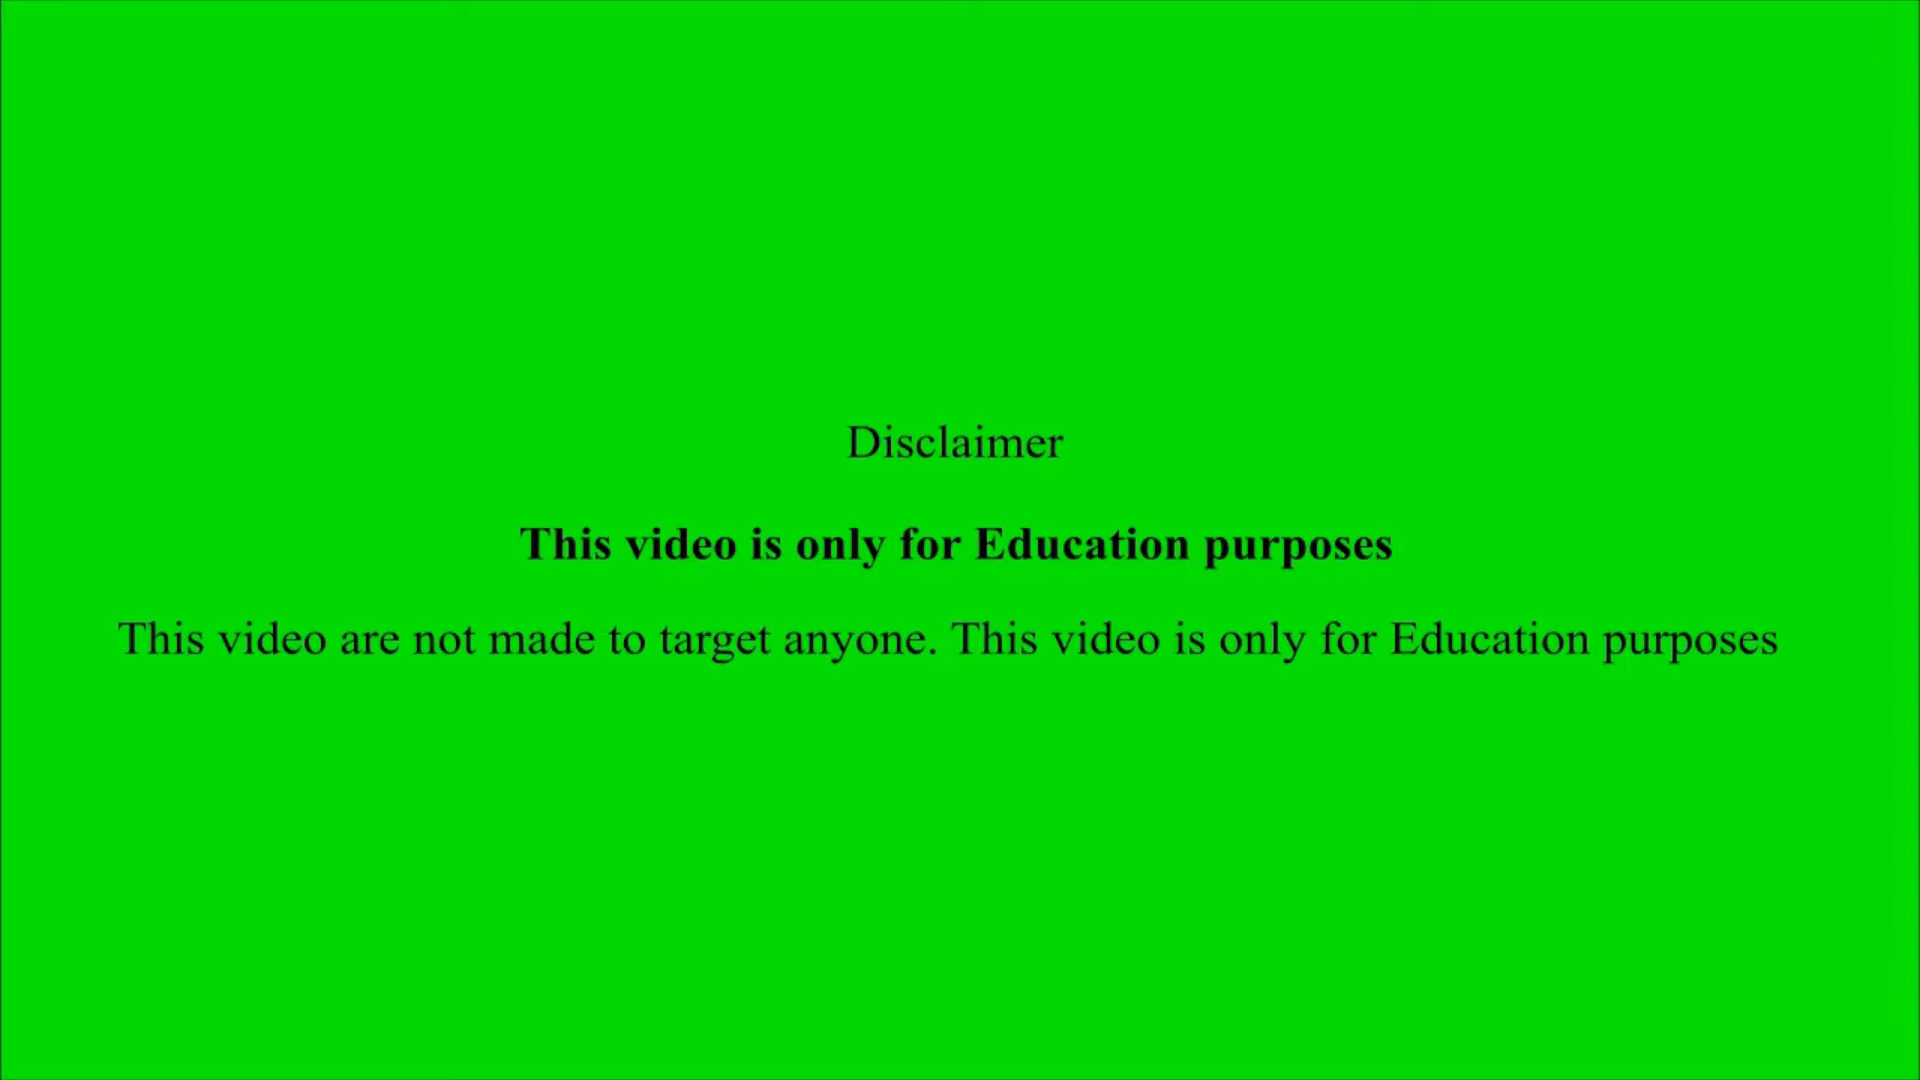 Disclaimer
This video is only for Education purposes
This video are not made to target anyone. This video is only for Education purposes